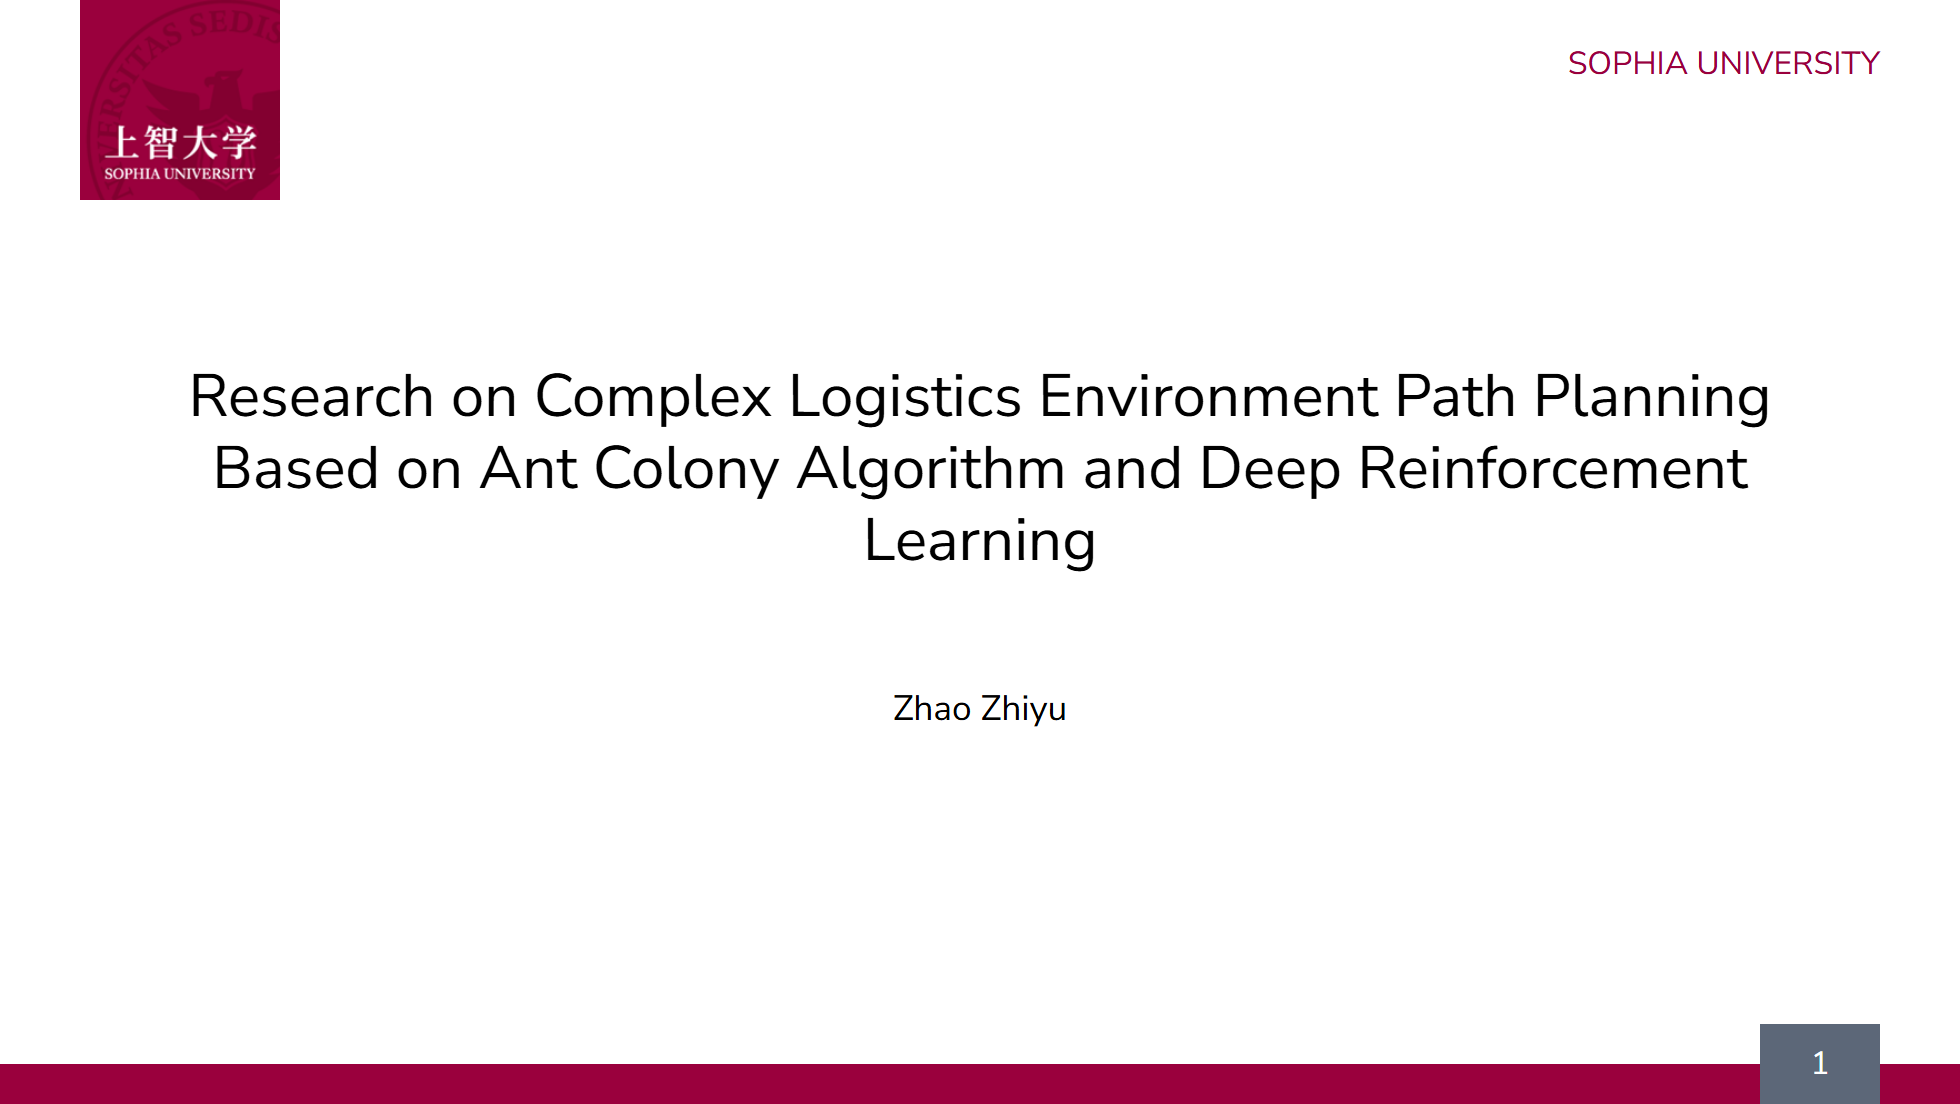 上智大学
SOPHIA UNIVERSITY
SOPHIA UNIVERSITY
Research on Complex Logistics Environment Path Planning
Based on Ant Colony Algorithm and Deep Reinforcement
Learning
Zhao Zhiyu
1